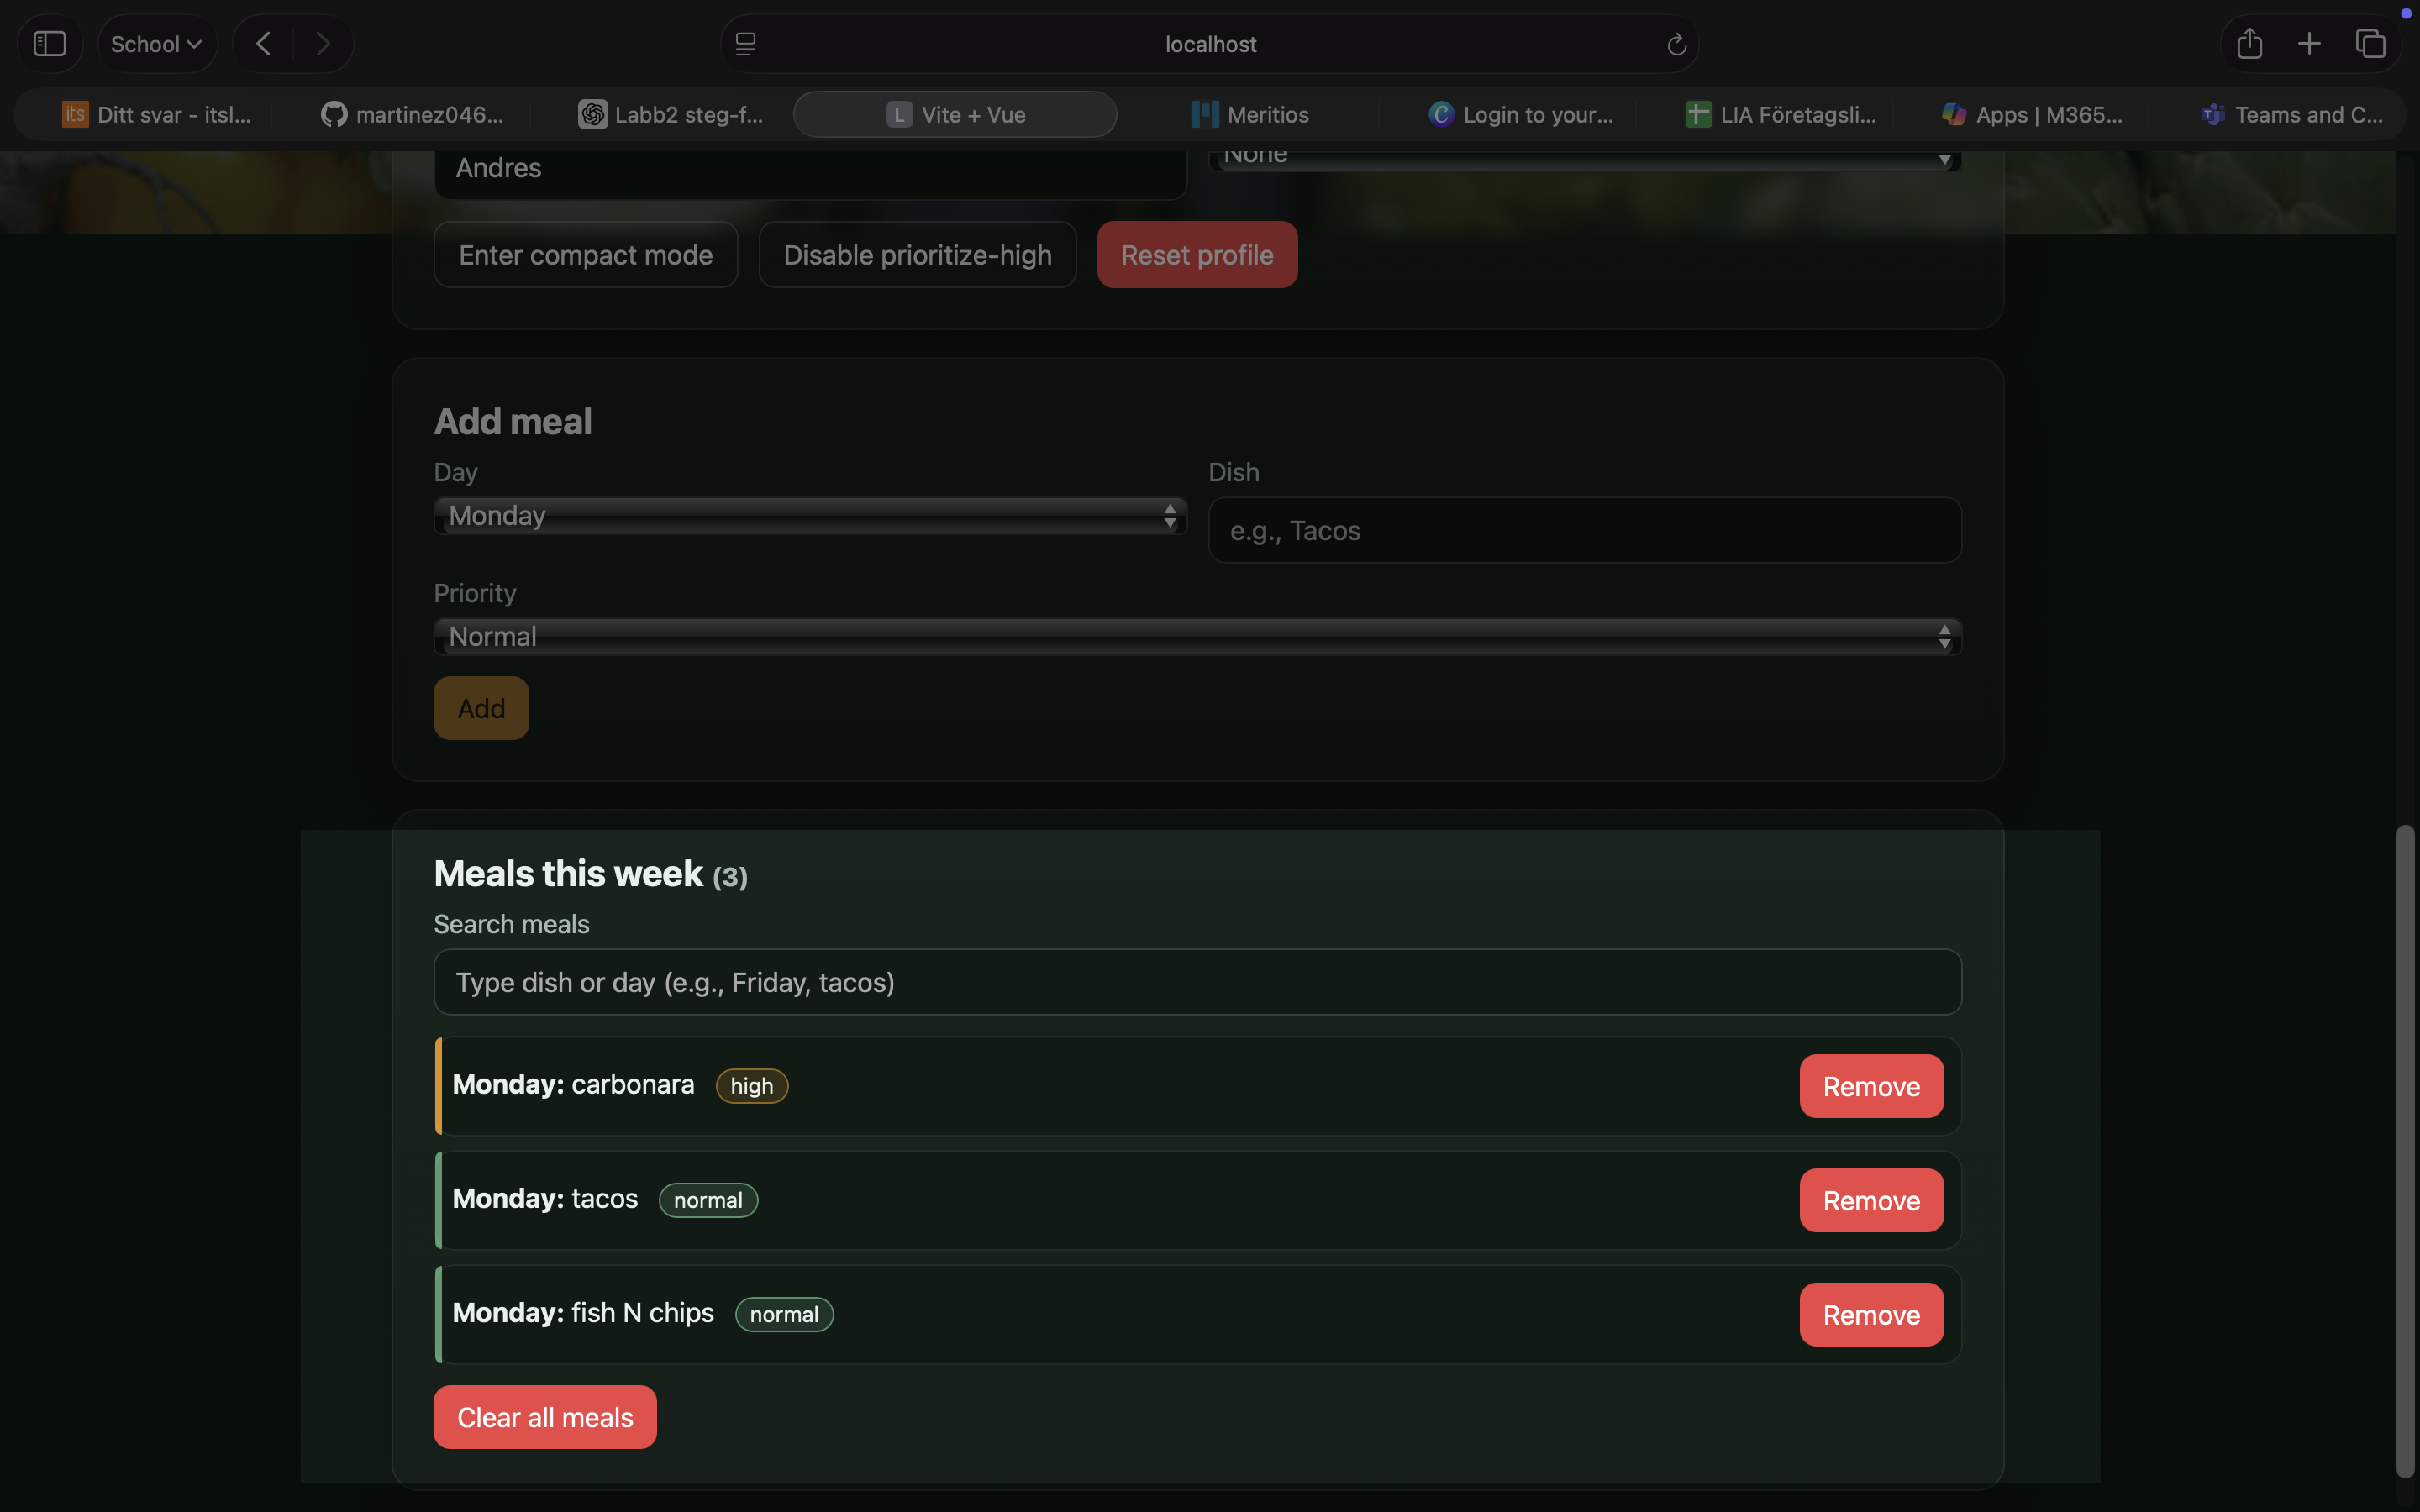 School
localhost
Ditt svar - itsl...
martinez046...
Labb2 steg-f...
L Vite + Vue
Meritios
Login to your...
LIA Företagsli...
Apps | M365...
Teams and C...
Andres
None
Enter compact mode
Disable prioritize-high
Reset profile
Add meal
Day
Dish
Monday
e.g., Tacos
Priority
Normal
Add
Meals this week (3)
Search meals
Type dish or day (e.g., Friday, tacos)
Monday: carbonara high
Remove
Monday: tacos normal
Remove
Monday: fish N chips normal
Remove
Clear all meals